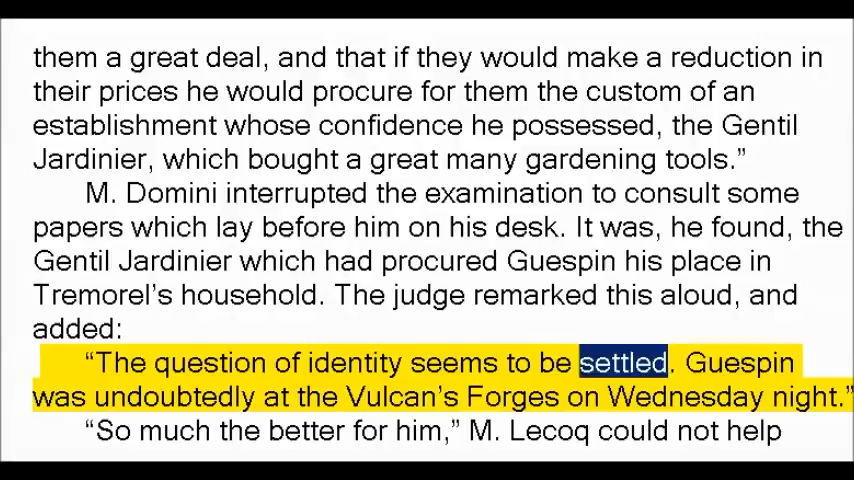 them a great deal, and that if they would make a reduction in
their prices he would procure for them the custom of an
establishment whose confidence he possessed, the Gentil
Jardinier, which bought a great many gardening tools.”
M. Domini interrupted the examination to consult some
papers which lay before him on his desk. It was, he found, the
Gentil Jardinier which had procured Guespin his place in
Tremorel’s household. The judge remarked this aloud, and
added:
“The question of identity seems to be settled. Guespin
was undoubtedly at the Vulcan’s Forges on Wednesday night.”
“So much the better for him,” M. Lecoq could not help